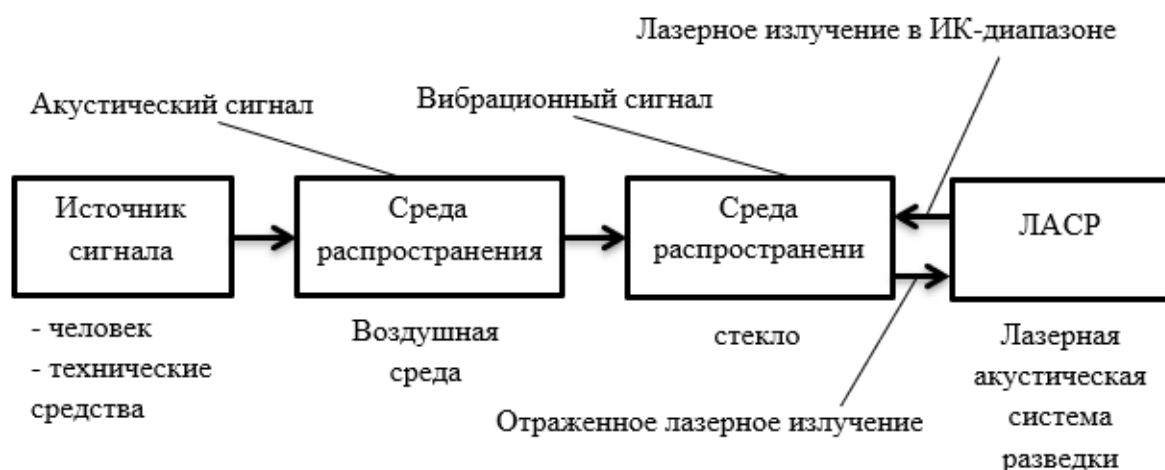 Лазерное излучение в ИК-диапазоне
Акустический сигнал
Вибрационный сигнал
Источник
сигнала
Среда
распространения
Среда
распространени
ЛАСР
- человек
- технические
средства
Воздушная
среда
стекло
Лазерная
акустическая
система
разведки
Отраженное лазерное излучение